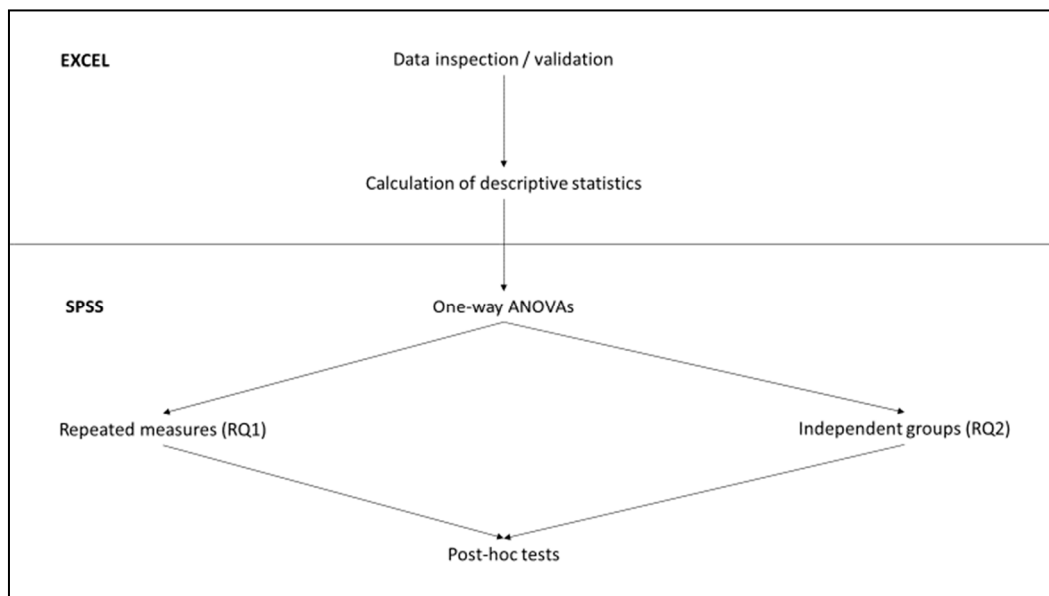 EXCEL
Data inspection / validation
Calculation of descriptive statistics
SPSS
One-way ANOVAs
Repeated measures (RQ1)
Independent groups (RQ2)
Post-hoc tests